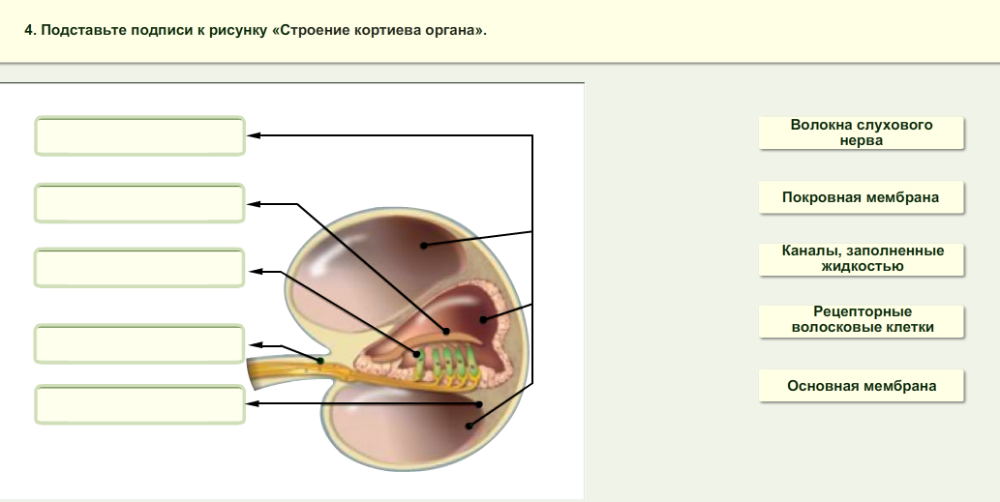 4. Подставьте подписи к рисунку «Строение кортиева органа».
Волокна слухового
нерва
Покровная мембрана
Каналы, заполненные
жидкостью
Рецепторные
волосковые клетки
Основная мембрана